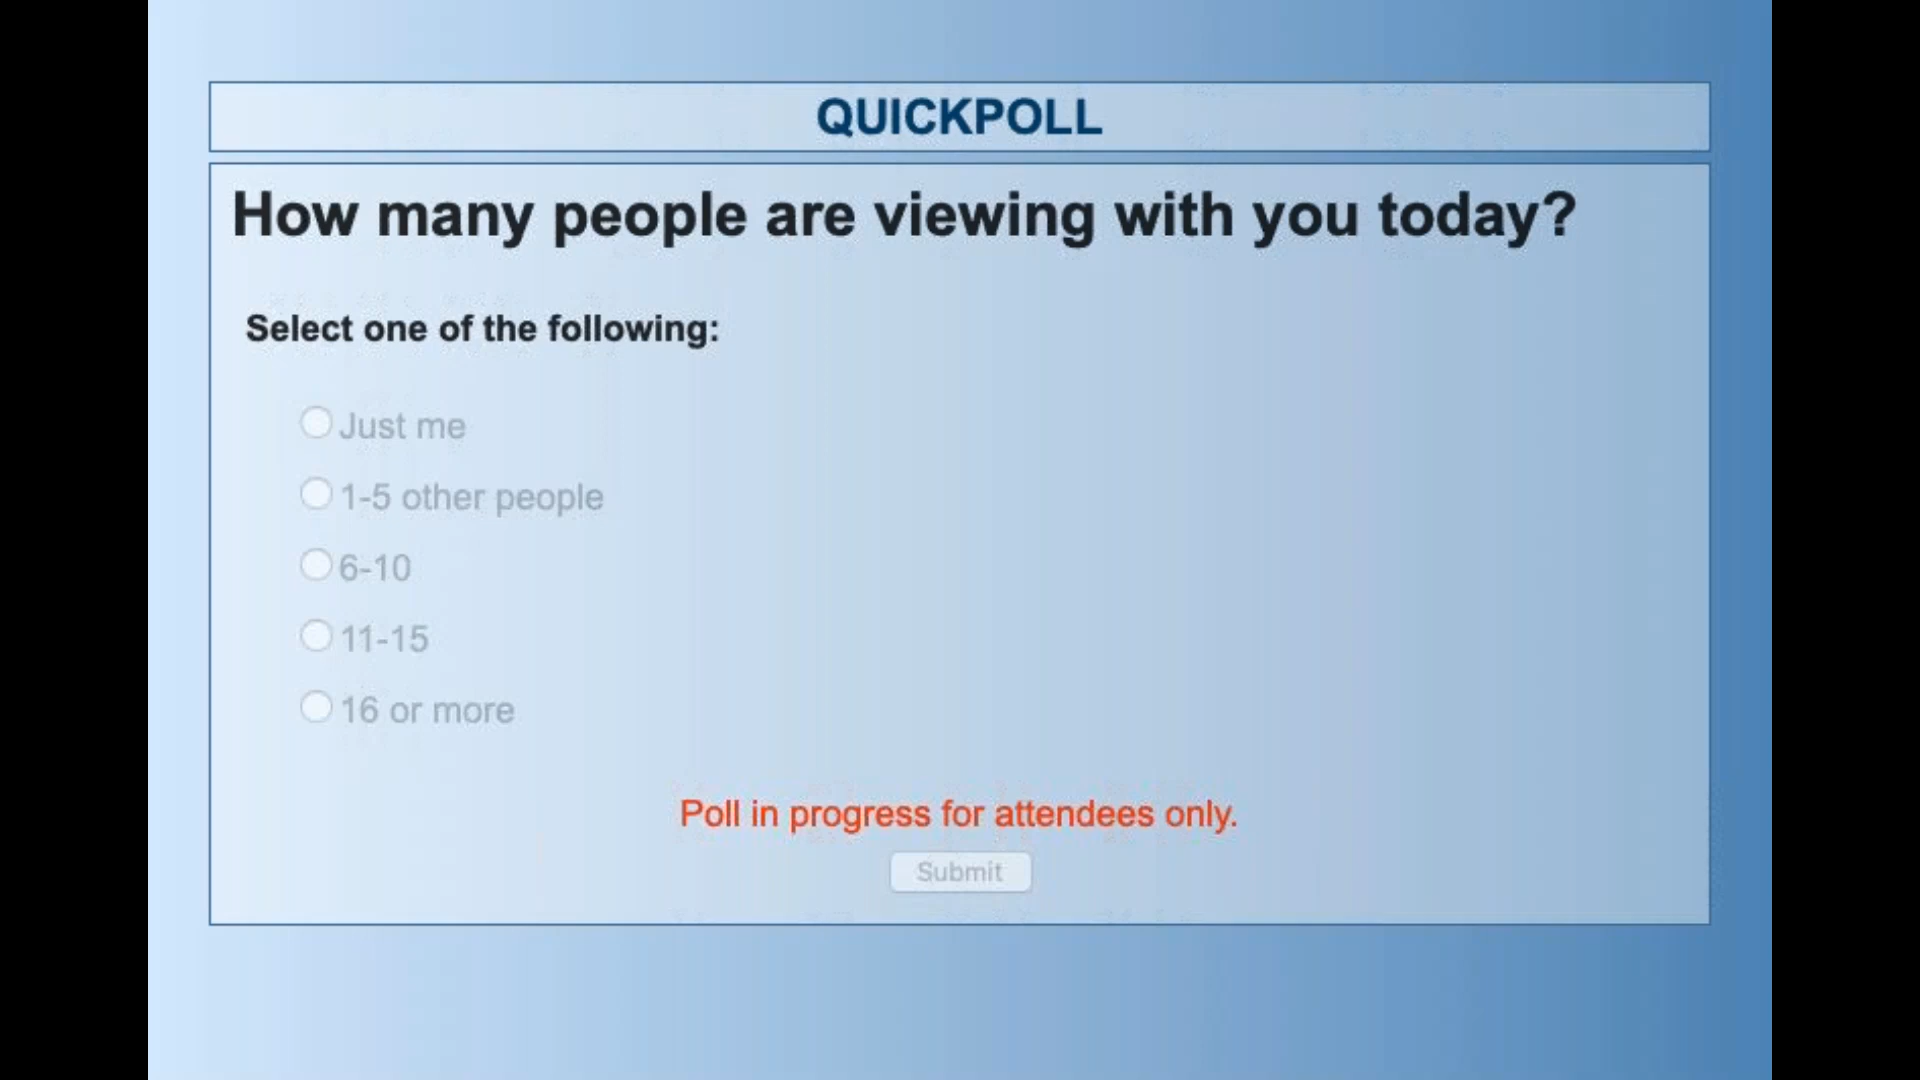 QUICKPOLL
How many people are viewing with you today?
Select one of the following:
Just me
1-5 other people
6-10
11-15
16 or more
Poll in progress for attendees only.
Submit